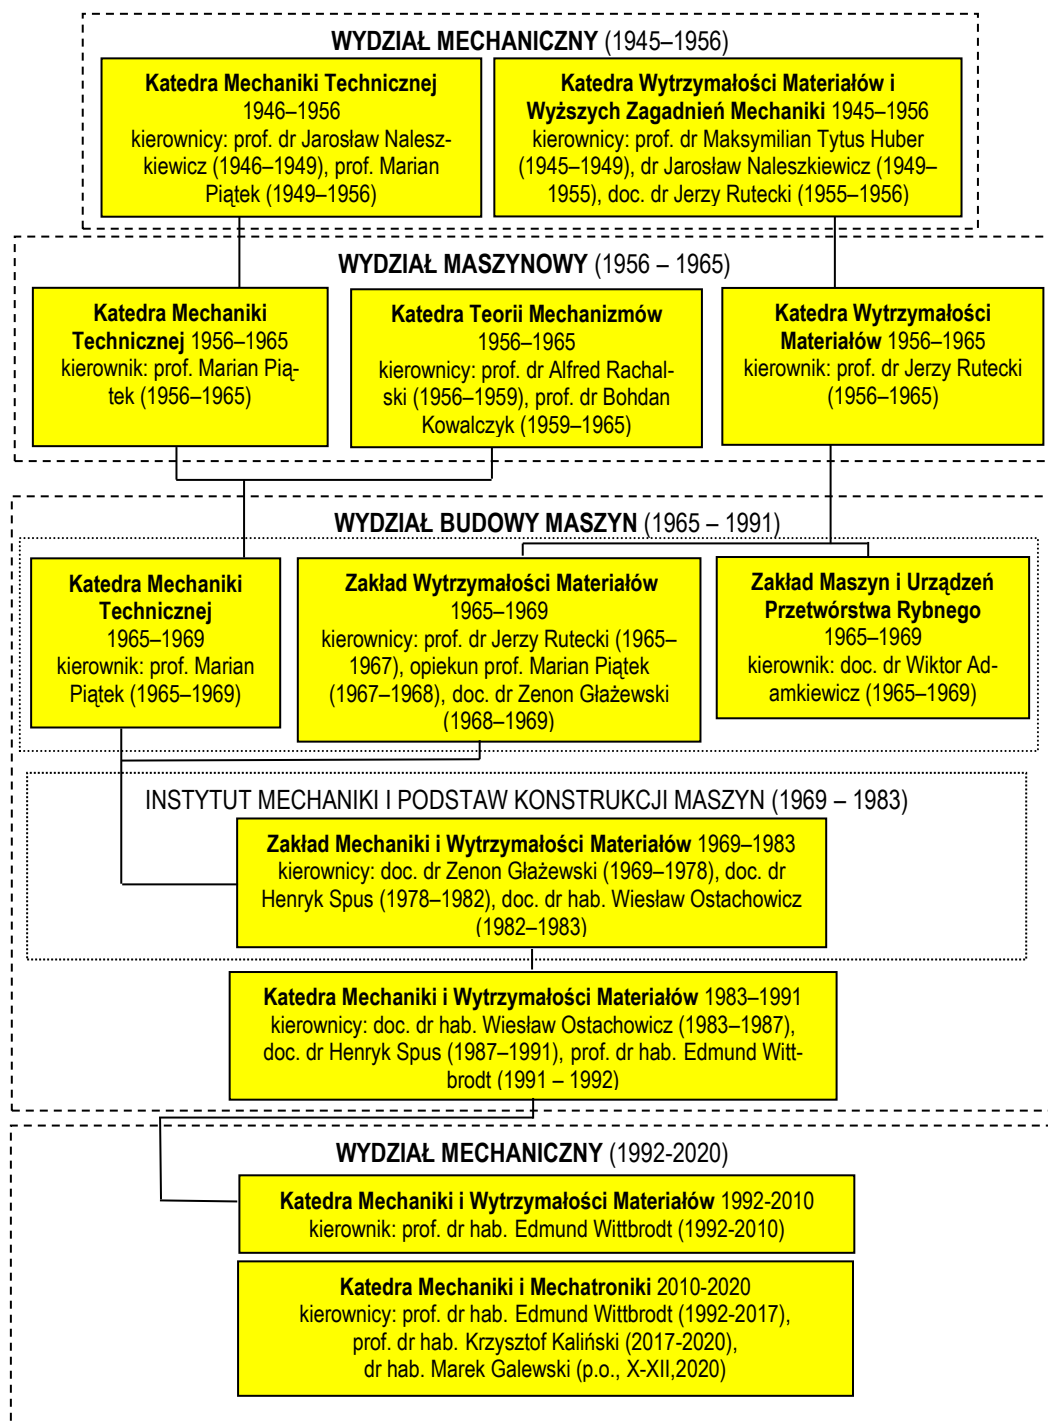 WYDZIAŁ MECHANICZNY (1945–1956)
Katedra Mechaniki Technicznej
1946–1956
kierownicy: prof. dr Jarosław Nalesz-
kiewicz (1946–1949), prof. Marian
Piątek (1949–1956)
Katedra Wytrzymałości Materiałów i
Wyższych Zagadnień Mechaniki 1945–1956
kierownicy: prof. dr Maksymilian Tytus Huber
(1945–1949), dr Jarosław Naleszkiewicz (1949–
1955), doc. dr Jerzy Rutecki (1955–1956)
WYDZIAŁ MASZYNOWY (1956 – 1965)
Katedra Mechaniki
Technicznej 1956–1965
kierownik: prof. Marian Pią-
tek (1956–1965)
Katedra Teorii Mechanizmów
1956–1965
kierownicy: prof. dr Alfred Rachal-
ski (1956–1959), prof. dr Bohdan
Kowalczyk (1959–1965)
Katedra Wytrzymałości
Materiałów 1956–1965
kierownik: prof. dr Jerzy Rutecki
(1956–1965)
WYDZIAŁ BUDOWY MASZYN (1965 – 1991)
Katedra Mechaniki
Technicznej
1965–1969
kierownik: prof. Marian
Piątek (1965–1969)
Zakład Wytrzymałości Materiałów
1965–1969
kierownicy: prof. dr Jerzy Rutecki (1965–
1967), opiekun prof. Marian Piątek
(1967–1968), doc. dr Zenon Głażewski
(1968–1969)
Zakład Maszyn i Urządzeń
Przetwórstwa Rybnego
1965–1969
kierownik: doc. dr Wiktor Ad-
amkiewicz (1965–1969)
INSTYTUT MECHANIKI I PODSTAW KONSTRUKCJI MASZYN (1969 – 1983)
Zakład Mechaniki i Wytrzymałości Materiałów 1969–1983
kierownicy: doc. dr Zenon Głażewski (1969–1978), doc. dr
Henryk Spus (1978–1982), doc. dr hab. Wiesław Ostachowicz
(1982–1983)
Katedra Mechaniki i Wytrzymałości Materiałów 1983–1991
kierownicy: doc. dr hab. Wiesław Ostachowicz (1983–1987),
doc. dr Henryk Spus (1987–1991), prof. dr hab. Edmund Witt-
brodt (1991 – 1992)
WYDZIAŁ MECHANICZNY (1992-2020)
Katedra Mechaniki i Wytrzymałości Materiałów 1992-2010
kierownik: prof. dr hab. Edmund Wittbrodt (1992-2010)
Katedra Mechaniki i Mechatroniki 2010-2020
kierownicy: prof. dr hab. Edmund Wittbrodt (1992-2017),
prof. dr hab. Krzysztof Kaliński (2017-2020),
dr hab. Marek Galewski (p.o., X-XII,2020)